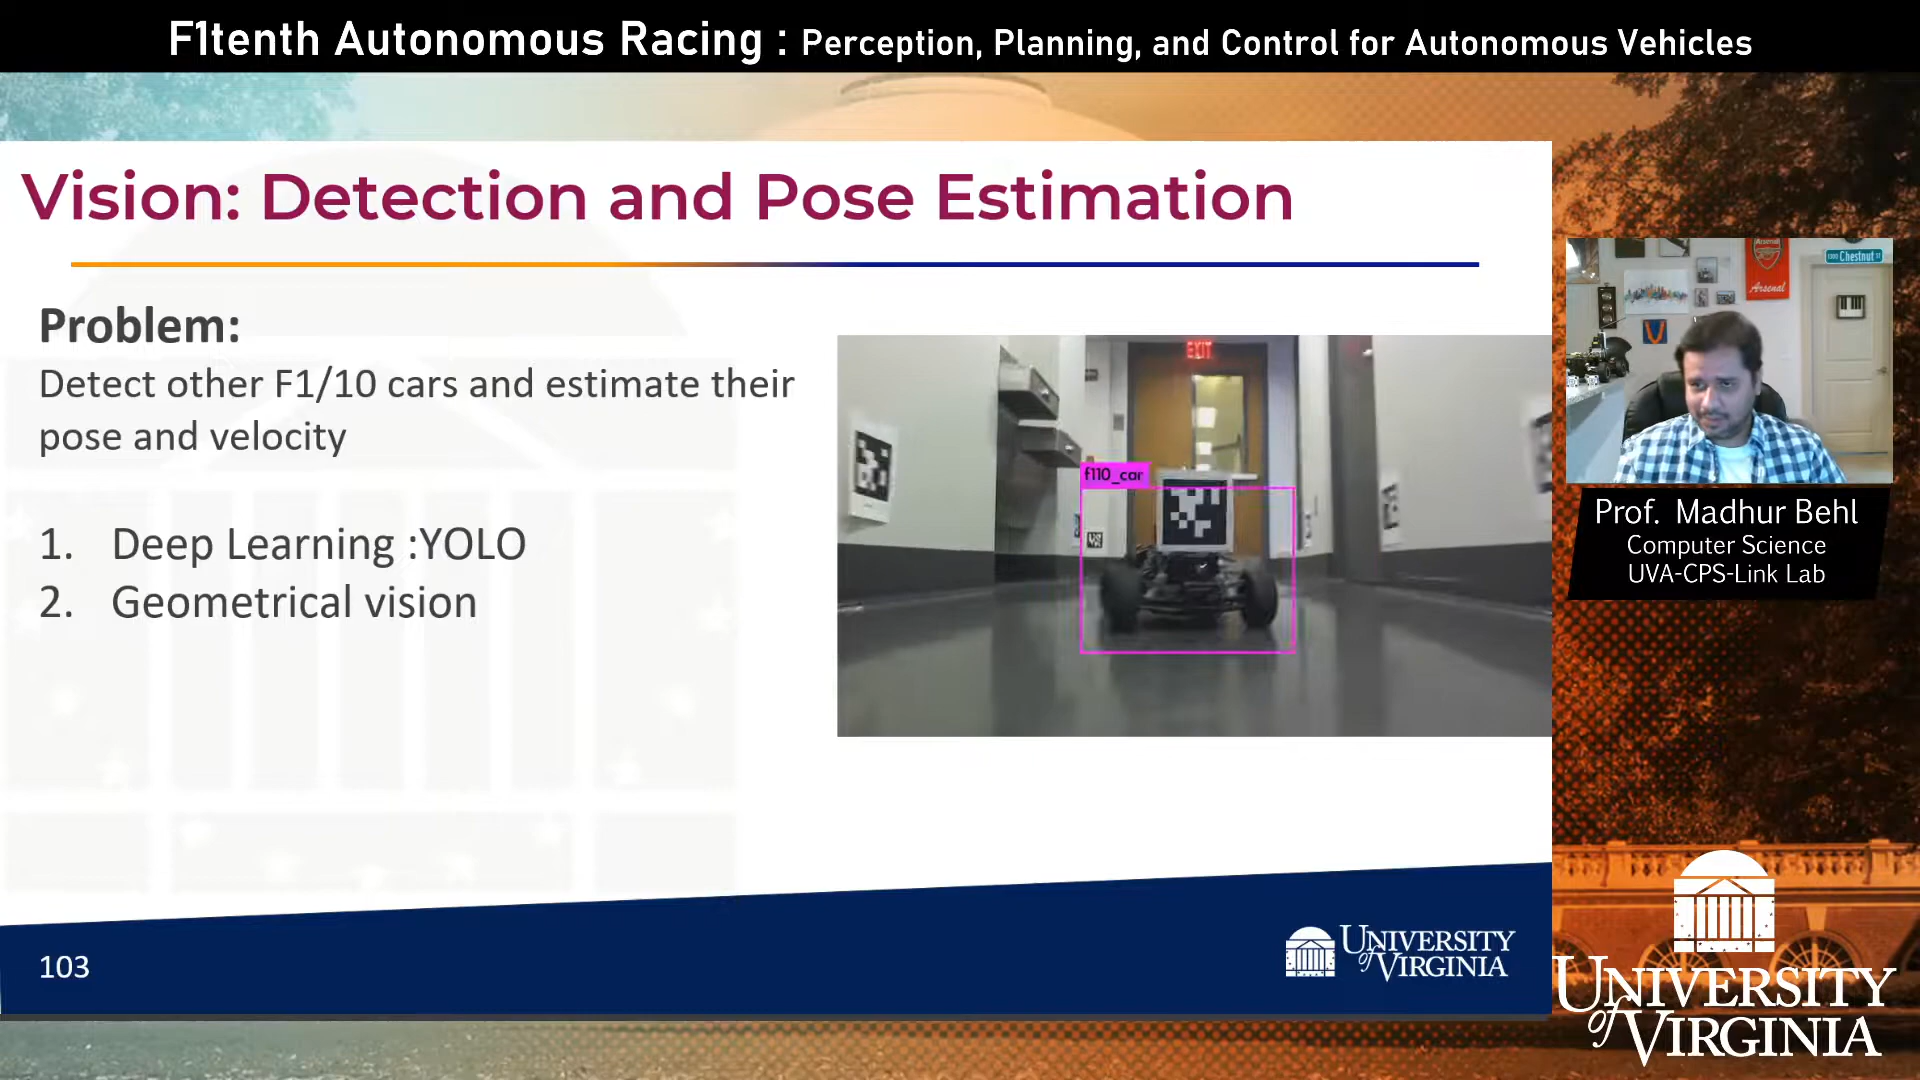 F1tenth Autonomous Racing : Perception, Planning, and Control for Autonomous Vehicles
Vision: Detection and Pose Estimation
Problem:
Detect other F1/10 cars and estimate their
pose and velocity
1. Deep Learning :YOLO
2. Geometrical vision
EXIT
f110_car
Arsenal
Chestnut
Prof. Madhur Behl
Computer Science
UVA-CPS-Link Lab
103
UNIVERSITY
of VIRGINIA
UNIVERSITY
of VIRGINIA